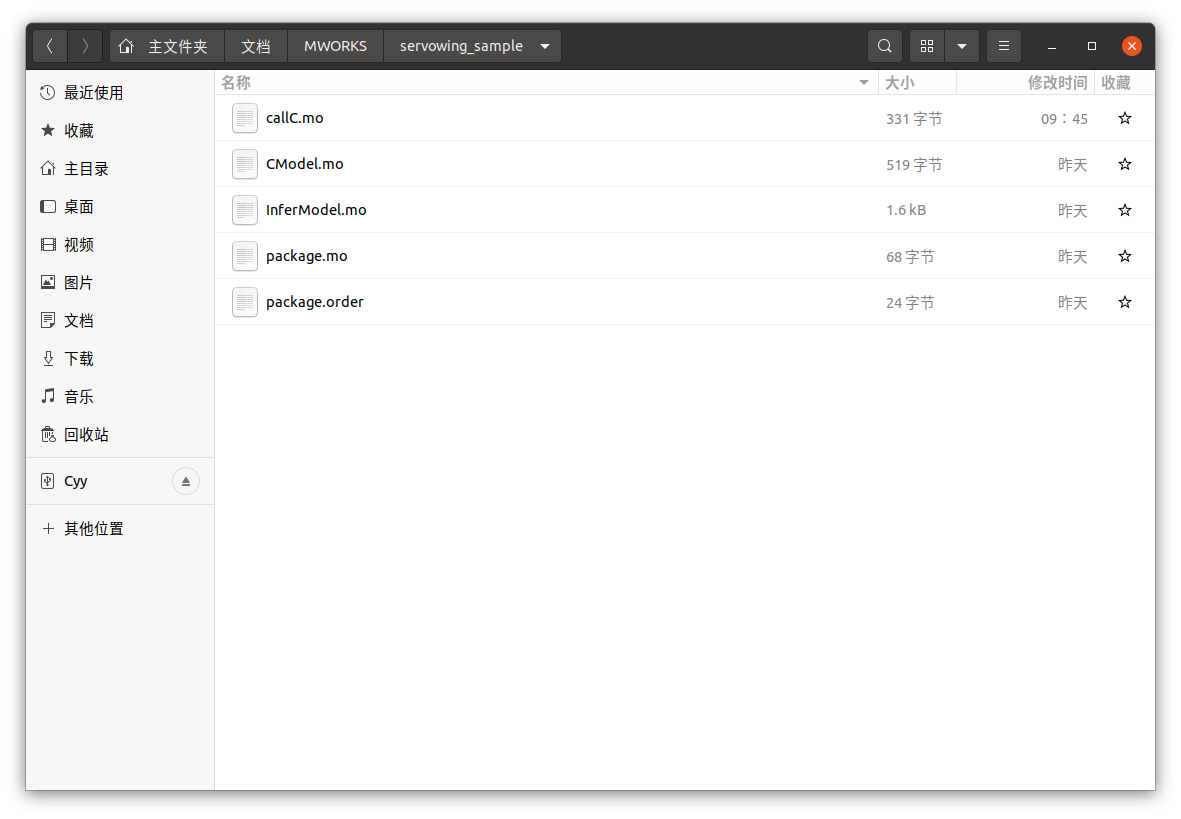 主文件夹 文档 MWORKS servowing_sample
最近使用
收藏
主目录
桌面
视频
图片
文档
下载
音乐
回收站
Cyy
其他位置
名称 大小 修改时间 收藏
callC.mo 331 字节 09：45
CModel.mo 519 字节 昨天
InferModel.mo 1.6 kB 昨天
package.mo 68 字节 昨天
package.order 24 字节 昨天